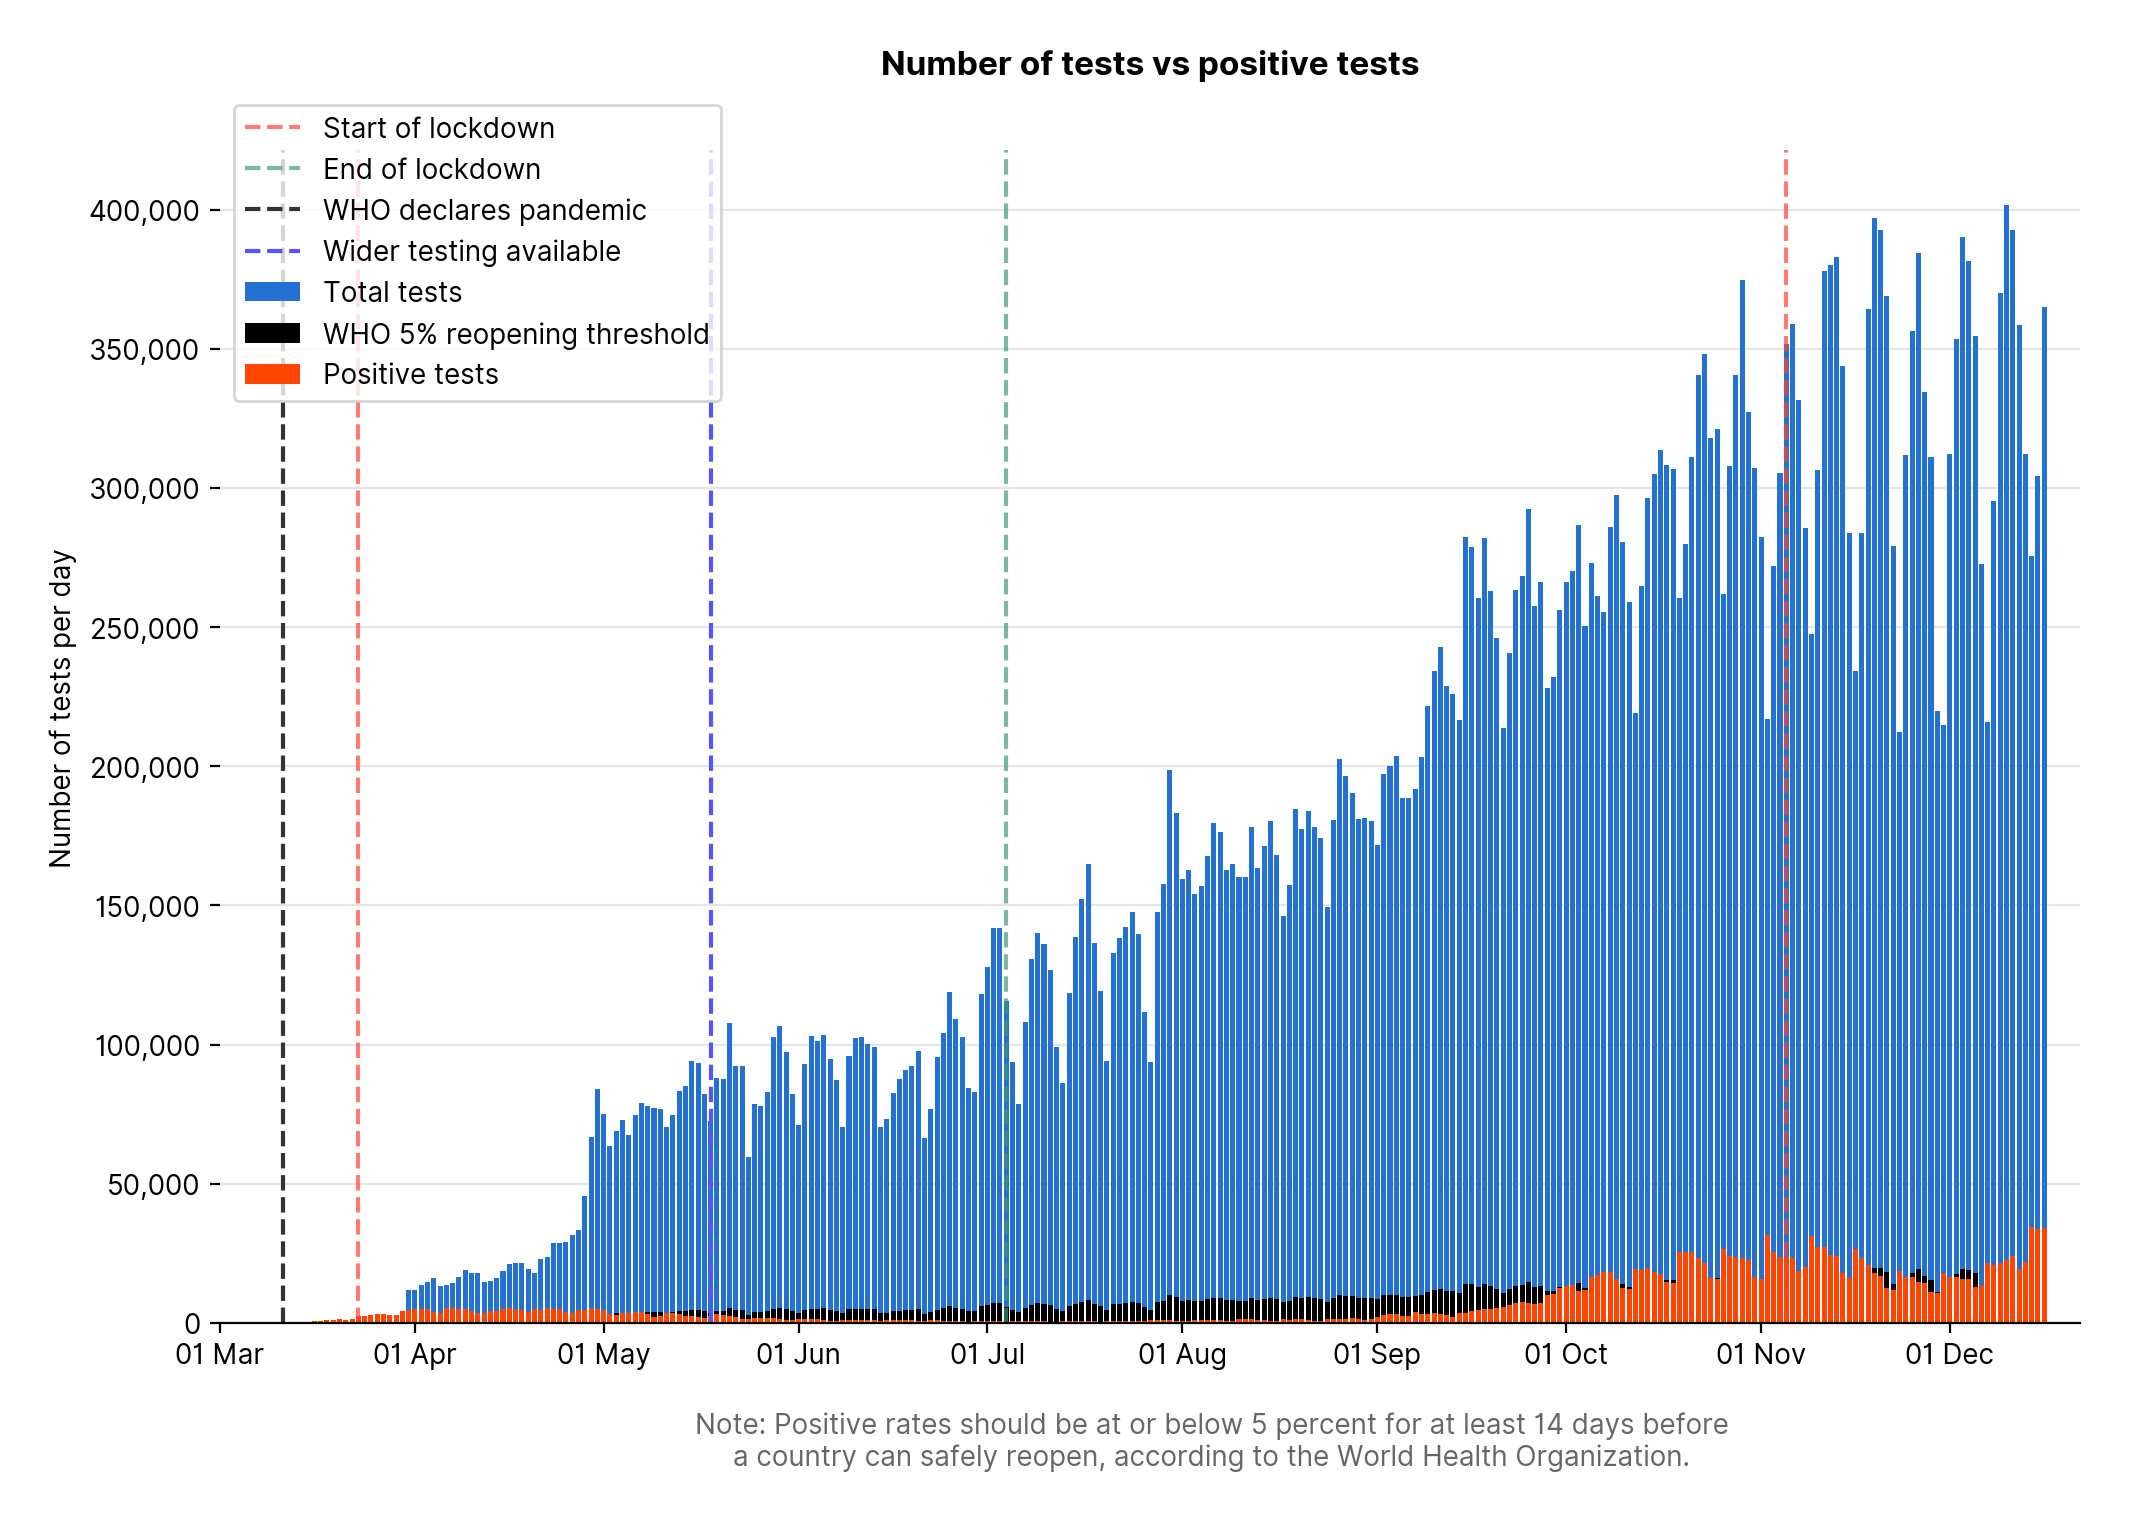 Number of tests vs positive tests
Start of lockdown
End of lockdown
WHO declares pandemic
Wider testing available
Total tests
WHO 5% reopening threshold
Positive tests
Number of tests per day
400,000
350,000
300,000
250,000
200,000
150,000
100,000
50,000
0
01 Mar
01 Apr
01 May
01 Jun
01 Jul
01 Aug
01 Sep
01 Oct
01 Nov
01 Dec
Note: Positive rates should be at or below 5 percent for at least 14 days before
a country can safely reopen, according to the World Health Organization.